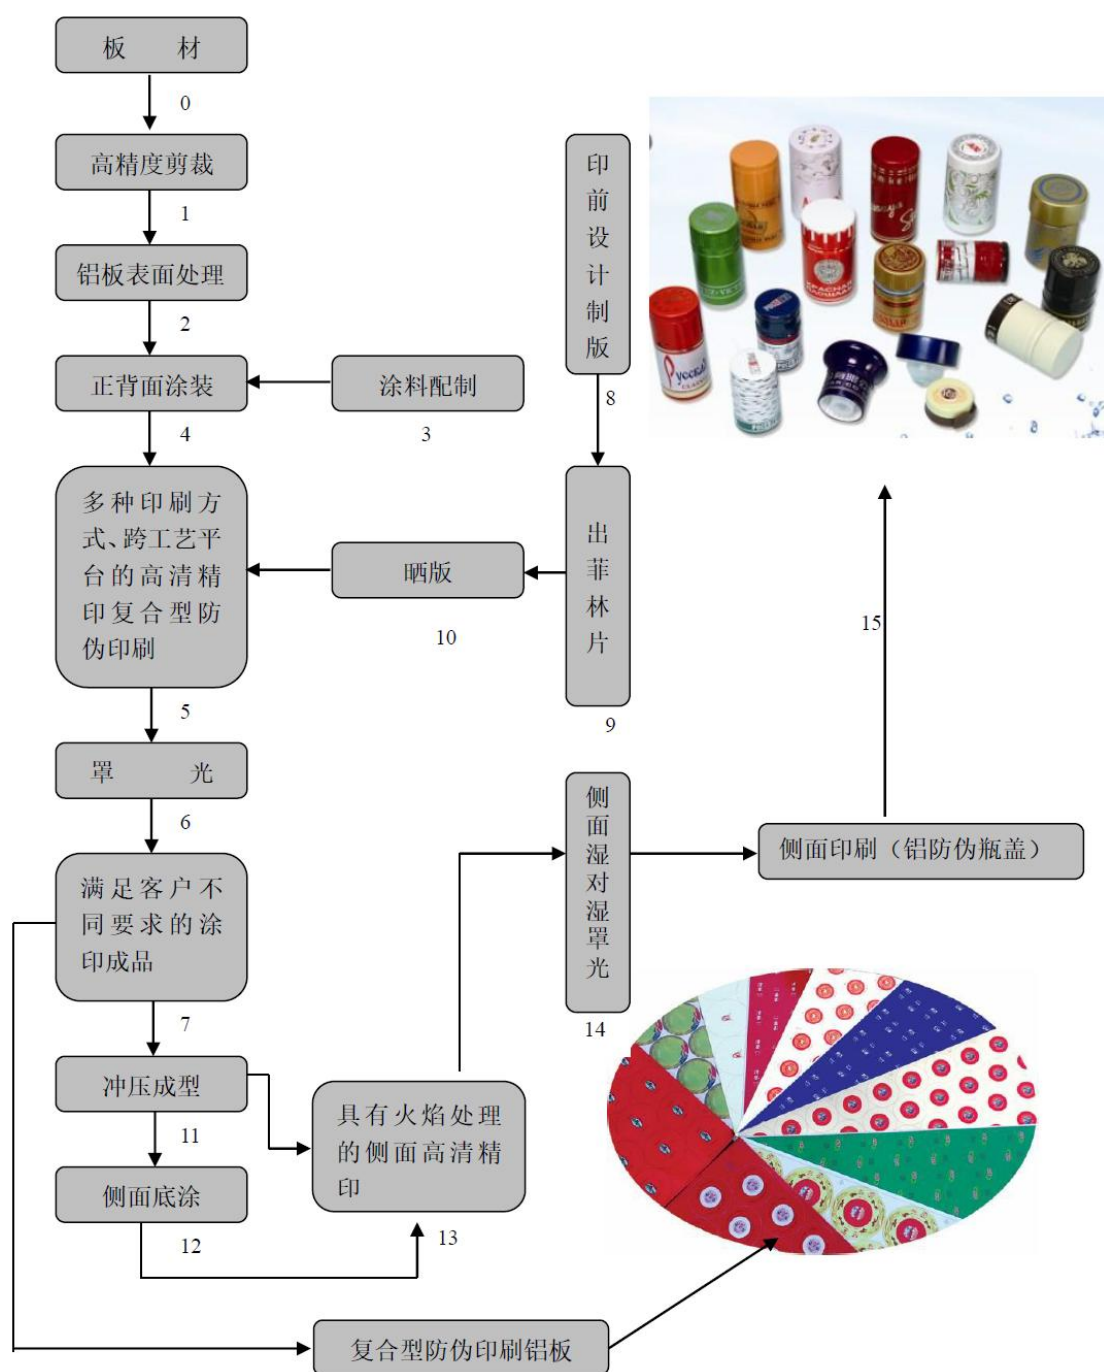 板 材
0
高精度剪裁
1
铝板表面处理
2
正背面涂装
涂料配制
3
4
多种印刷方
式、跨工艺平
台的高清精
印复合型防
伪印刷
印
前
设
计
制
版
8
出
菲
林
片
9
晒版
10
5
罩 光
6
满足客户不
同要求的涂
印成品
7
冲压成型
11
侧面底涂
12
具有火焰处理
的侧面高清精
印
13
侧
面
湿
对
湿
罩
光
14
侧面印刷（铝防伪瓶盖）
15
复合型防伪印刷铝板